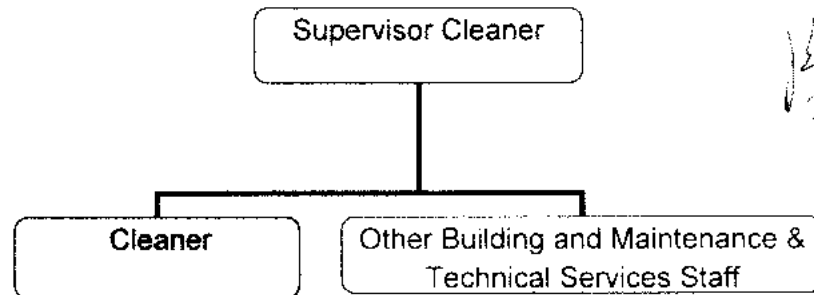 Supervisor Cleaner
Cleaner
Other Building and Maintenance &
Technical Services Staff